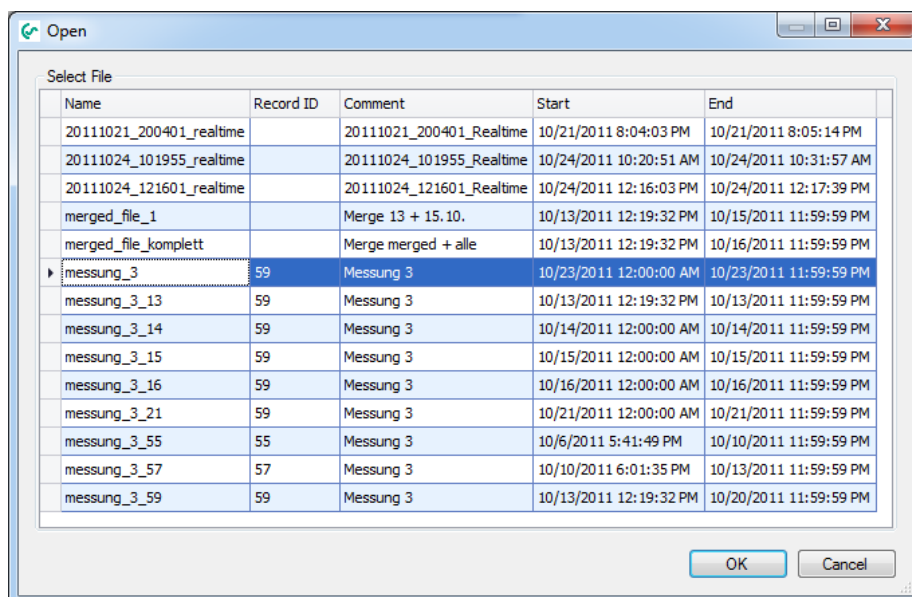 Open
Select File
Name Record ID Comment Start End
20111021_200401_realtime 20111021_200401_Realtime 10/21/2011 8:04:03 PM 10/21/2011 8:05:14 PM
20111024_101955_realtime 20111024_101955_Realtime 10/24/2011 10:20:51 AM 10/24/2011 10:31:57 AM
20111024_121601_realtime 20111024_121601_Realtime 10/24/2011 12:16:03 PM 10/24/2011 12:17:39 PM
merged_file_1 Merge 13 + 15.10. 10/13/2011 12:19:32 PM 10/15/2011 11:59:59 PM
merged_file_komplett Merge merged + alle 10/13/2011 12:19:32 PM 10/16/2011 11:59:59 PM
messung_3 59 Messung 3 10/23/2011 12:00:00 AM 10/23/2011 11:59:59 PM
messung_3_13 59 Messung 3 10/13/2011 12:19:32 PM 10/13/2011 11:59:59 PM
messung_3_14 59 Messung 3 10/14/2011 12:00:00 AM 10/14/2011 11:59:59 PM
messung_3_15 59 Messung 3 10/15/2011 12:00:00 AM 10/15/2011 11:59:59 PM
messung_3_16 59 Messung 3 10/16/2011 12:00:00 AM 10/16/2011 11:59:59 PM
messung_3_21 59 Messung 3 10/21/2011 12:00:00 AM 10/21/2011 11:59:59 PM
messung_3_55 55 Messung 3 10/6/2011 5:41:49 PM 10/10/2011 11:59:59 PM
messung_3_57 57 Messung 3 10/10/2011 6:01:35 PM 10/13/2011 11:59:59 PM
messung_3_59 59 Messung 3 10/13/2011 12:19:32 PM 10/20/2011 11:59:59 PM
OK Cancel